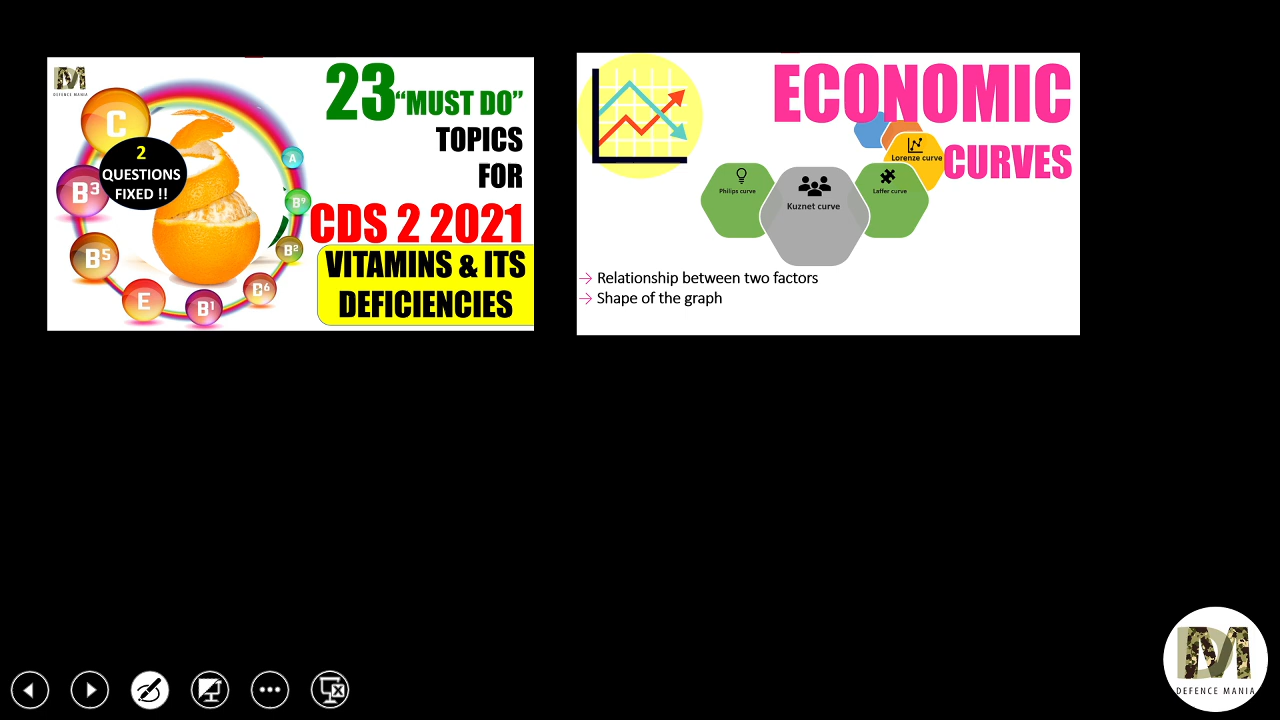 DM
DEFENCE MANIA
23 “MUST DO”
TOPICS
FOR
CDS 2 2021
VITAMINS & ITS
DEFICIENCIES
2
QUESTIONS
FIXED !!
C
B3
B5
E
B1
B6
B2
B9
A
ECONOMIC
CURVES
Lorenze curve
Philips curve
Kuznet curve
Laffer curve
→ Relationship between two factors
→ Shape of the graph
DM
DEFENCE MANIA